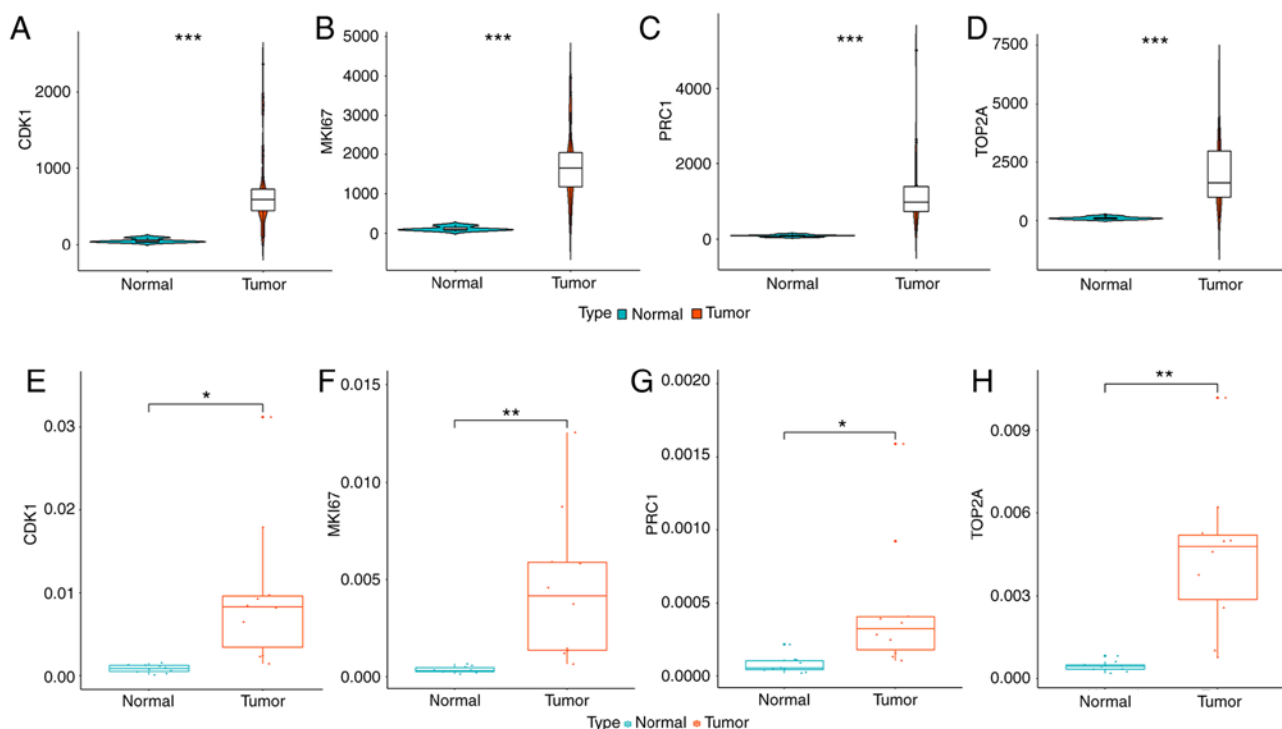 A
CDK1
***
2000
1000
0
Normal
Tumor
B
MKI67
***
5000
4000
3000
2000
1000
0
Normal
Tumor
C
PRC1
***
4000
2000
0
Normal
Tumor
D
TOP2A
***
7500
5000
2500
0
Normal
Tumor
Type Normal Tumor
E
CDK1
*
0.03
0.02
0.01
0.00
Normal
Tumor
F
MKI67
**
0.015
0.010
0.005
0.000
Normal
Tumor
G
PRC1
*
0.0020
0.0015
0.0010
0.0005
0.0000
Normal
Tumor
H
TOP2A
**
0.009
0.006
0.003
0.000
Normal
Tumor
Type Normal Tumor